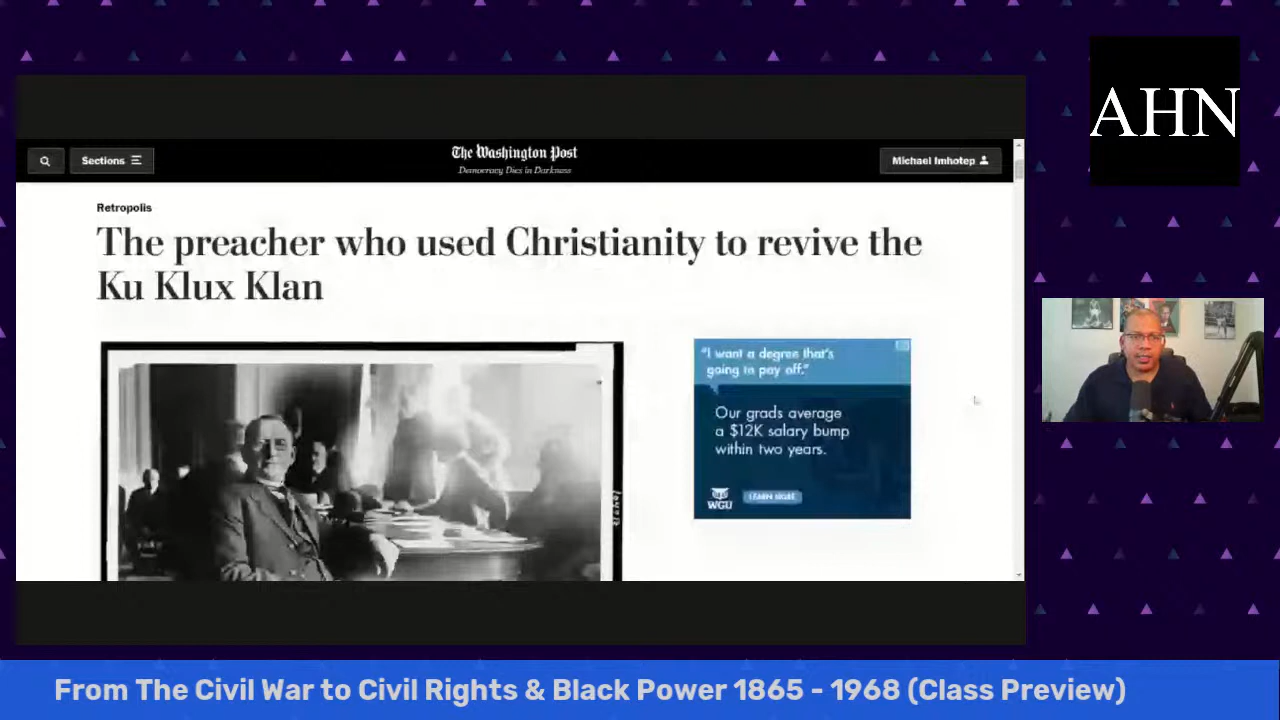 AHN
Sections
The Washington Post
Democracy Dies in Darkness
Michael Imhotep
Retropolis
The preacher who used Christianity to revive the
Ku Klux Klan
"I want a degree that's
going to pay off."
Our grads average
a $12K salary bump
within two years.
WGU
LEARN MORE
From The Civil War to Civil Rights & Black Power 1865 - 1968 (Class Preview)